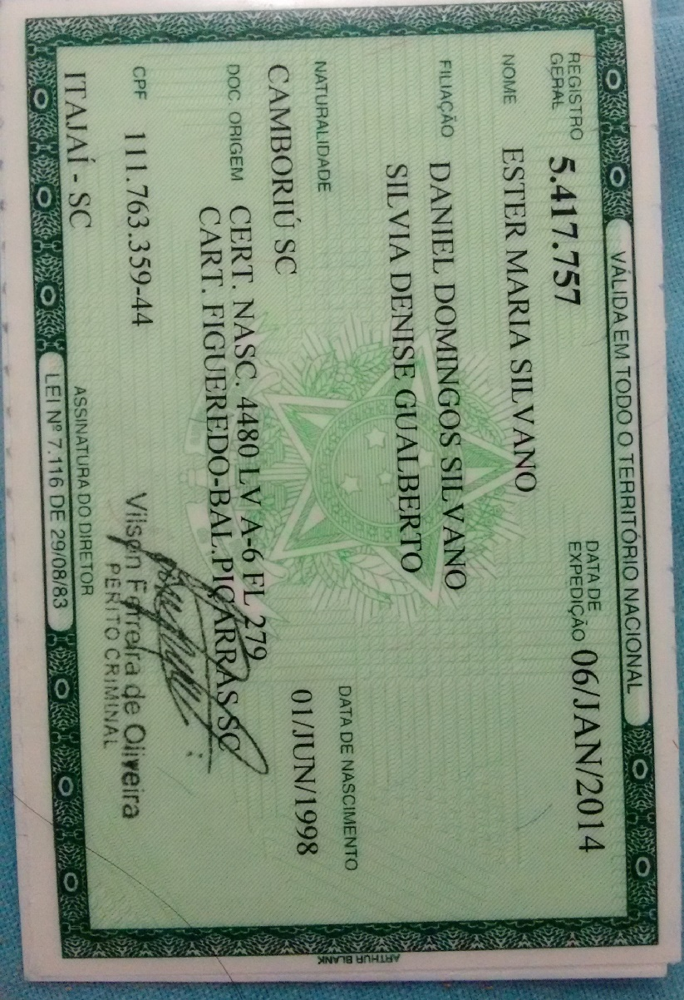 VÁLIDA EM TODO O TERRITÓRIO NACIONAL
REGISTRO GERAL 5.417.757 DATA DE EXPEDIÇÃO 06/JAN/2014
NOME ESTER MARIA SILVANO
FILIAÇÃO DANIEL DOMINGOS SILVANO
SILVIA DENISE GUALBERTO
NATURALIDADE DATA DE NASCIMENTO
CAMBORIÚ SC 01/JUN/1998
DOC. ORIGEM CERT. NASC. 4480 LV A-6 FL 279
CART. FIGUEREDO-BAL.PIÇARRAS SC
CPF 111.763.359-44
Vilson Ferreira de Oliveira
PERITO CRIMINAL
ITAJAÍ - SC
ASSINATURA DO DIRETOR
LEI Nº 7.116 DE 29/08/83
ARTHUR BLANK